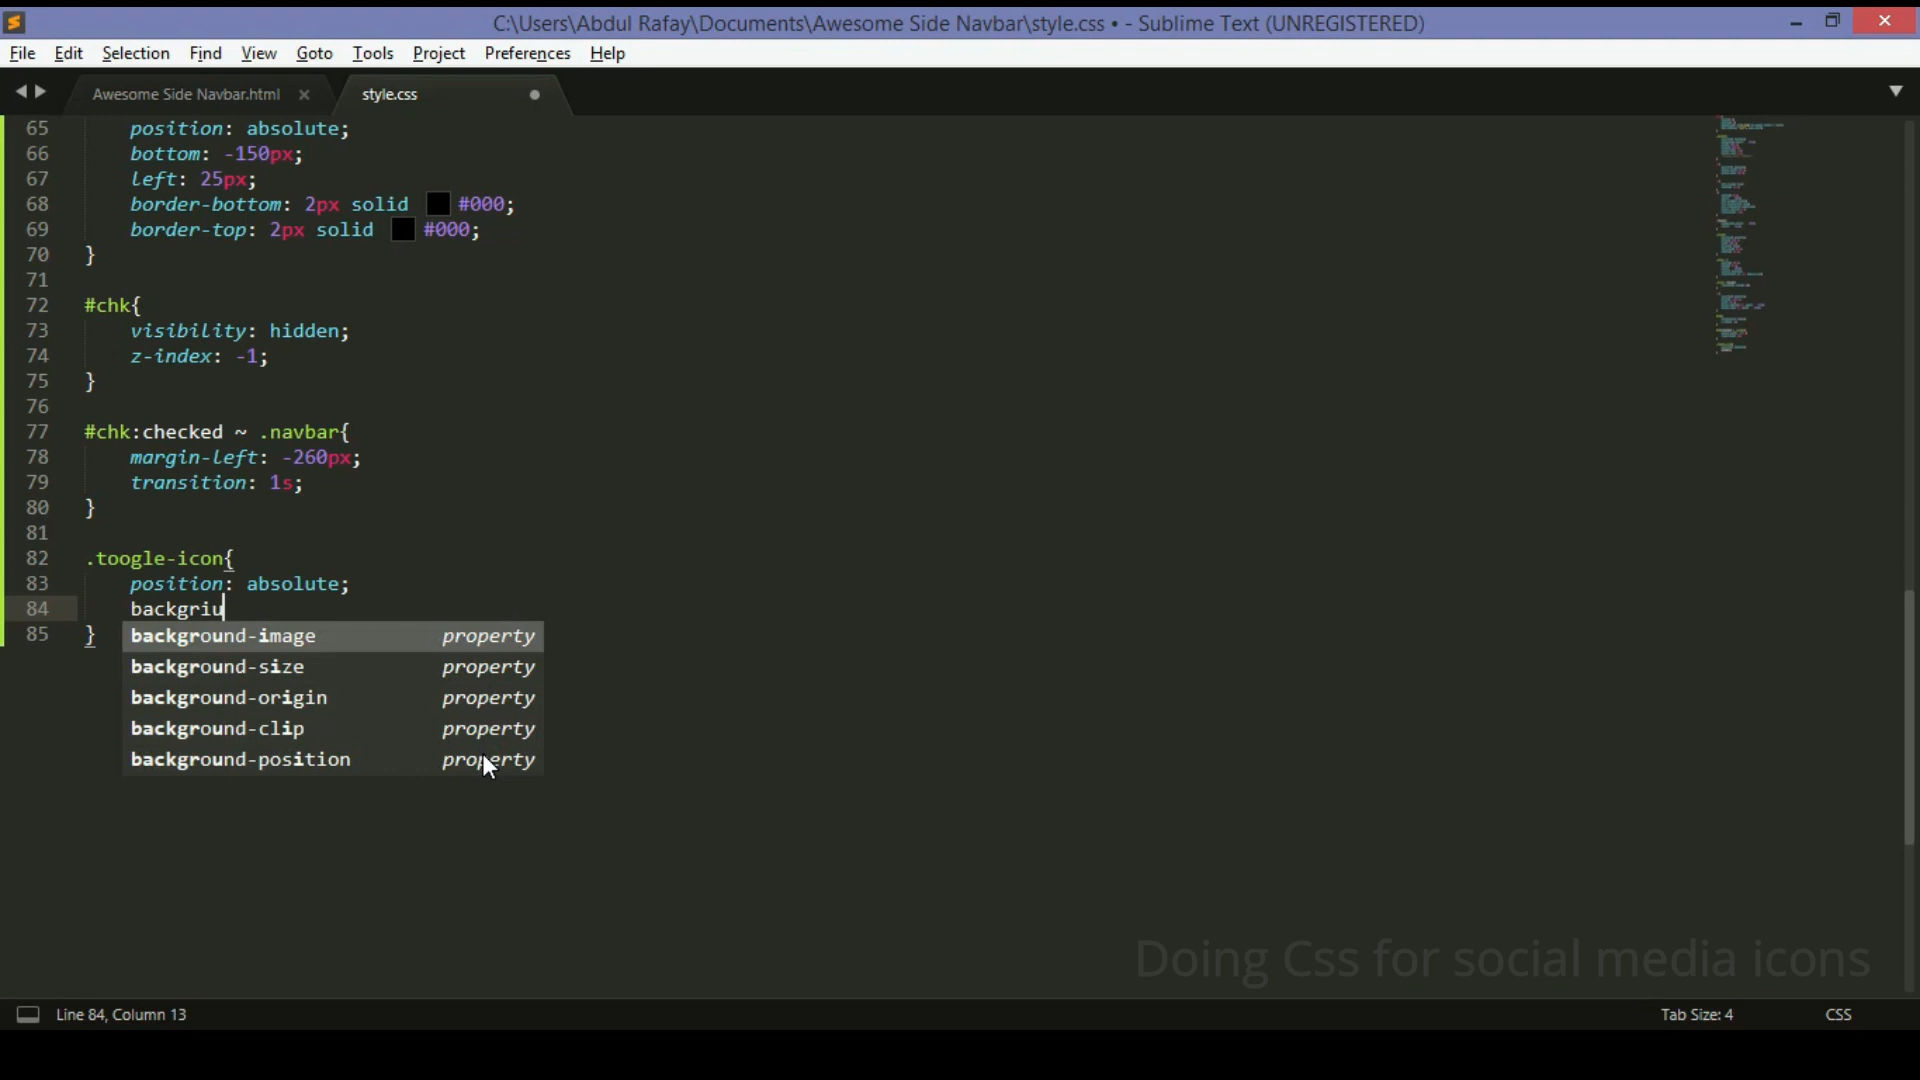 C:\Users\Abdul Rafay\Documents\Awesome Side Navbar\style.css • - Sublime Text (UNREGISTERED)
File Edit Selection Find View Goto Tools Project Preferences Help
Awesome Side Navbar.html style.css
65 position: absolute;
66 bottom: -150px;
67 left: 25px;
68 border-bottom: 2px solid #000;
69 border-top: 2px solid #000;
70 }
71
72 #chk{
73 visibility: hidden;
74 z-index: -1;
75 }
76
77 #chk:checked ~ .navbar{
78 margin-left: -260px;
79 transition: 1s;
80 }
81
82 .toogle-icon{
83 position: absolute;
84 backgriu
85 }
background-image property
background-size property
background-origin property
background-clip property
background-position property
Doing Css for social media icons
Line 84, Column 13 Tab Size: 4 CSS